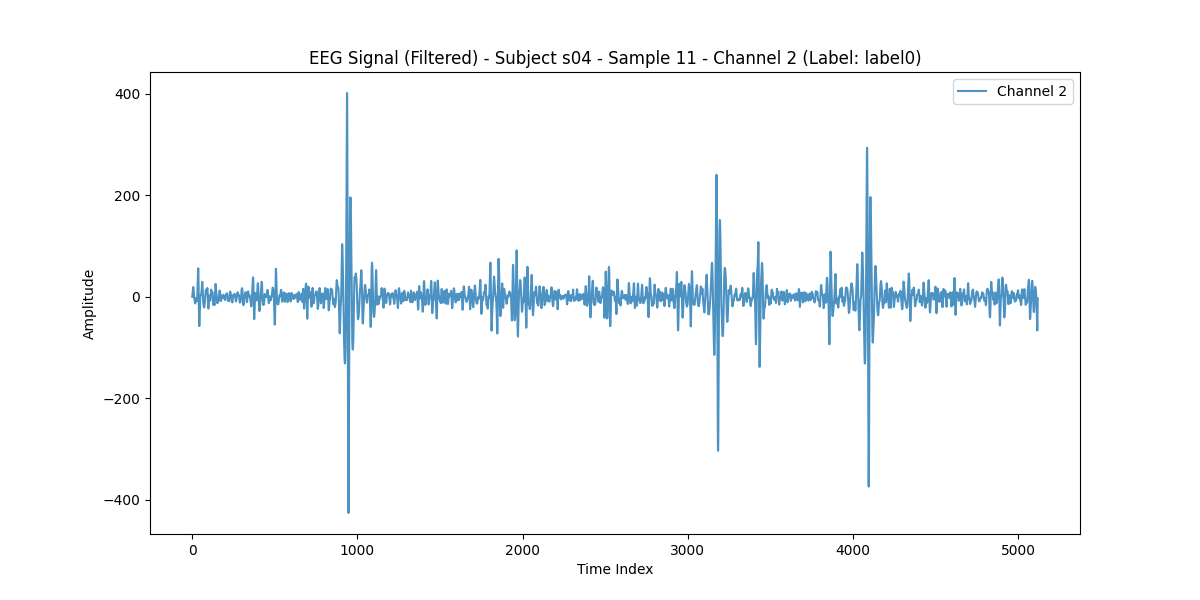 EEG Signal (Filtered) - Subject s04 - Sample 11 - Channel 2 (Label: label0)
Channel 2
400
200
0
−200
−400
Amplitude
0 1000 2000 3000 4000 5000
Time Index